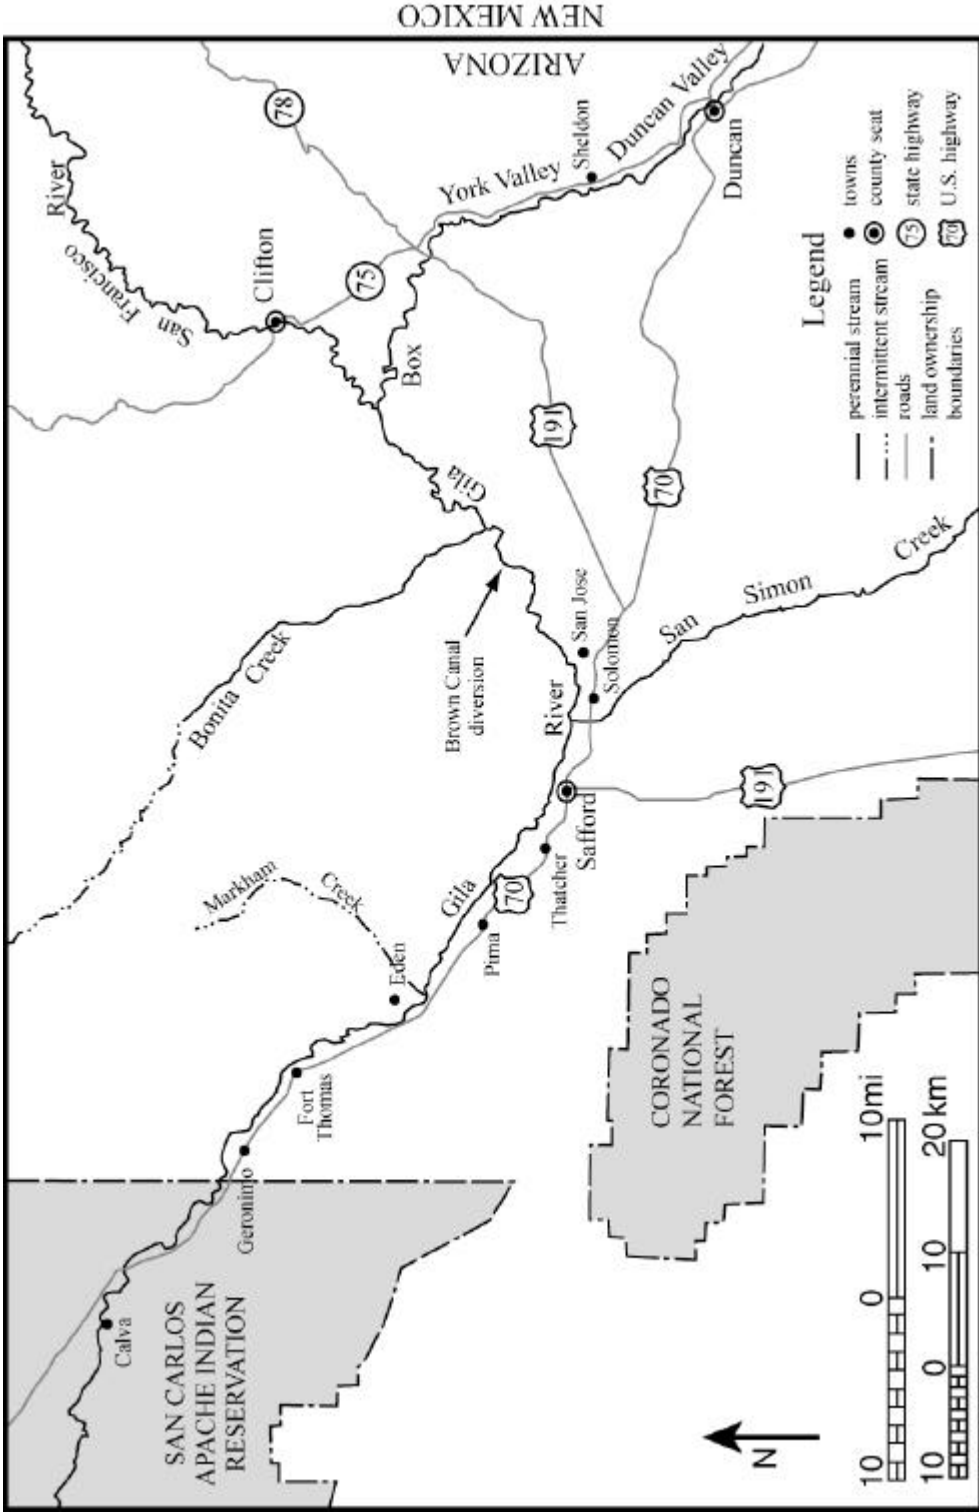 NEW MEXICO
ARIZONA
78
River
Francisco
San
Clifton
75
York Valley
Sheldon
Duncan Valley
Duncan
Box
Gila
191
70
Bonita
Creek
Brown Canal
diversion
San Jose
Solomon
San
Simon
Creek
River
Safford
191
Thatcher
70
Gila
Pima
Markham
Creek
Eden
Fort
Thomas
Geronimo
Calva
SAN CARLOS
APACHE INDIAN
RESERVATION
CORONADO
NATIONAL
FOREST
Legend
perennial stream
intermittent stream
roads
land ownership
boundaries
towns
county seat
75 state highway
70 U.S. highway
N
10 0 10mi
10 0 10 20km